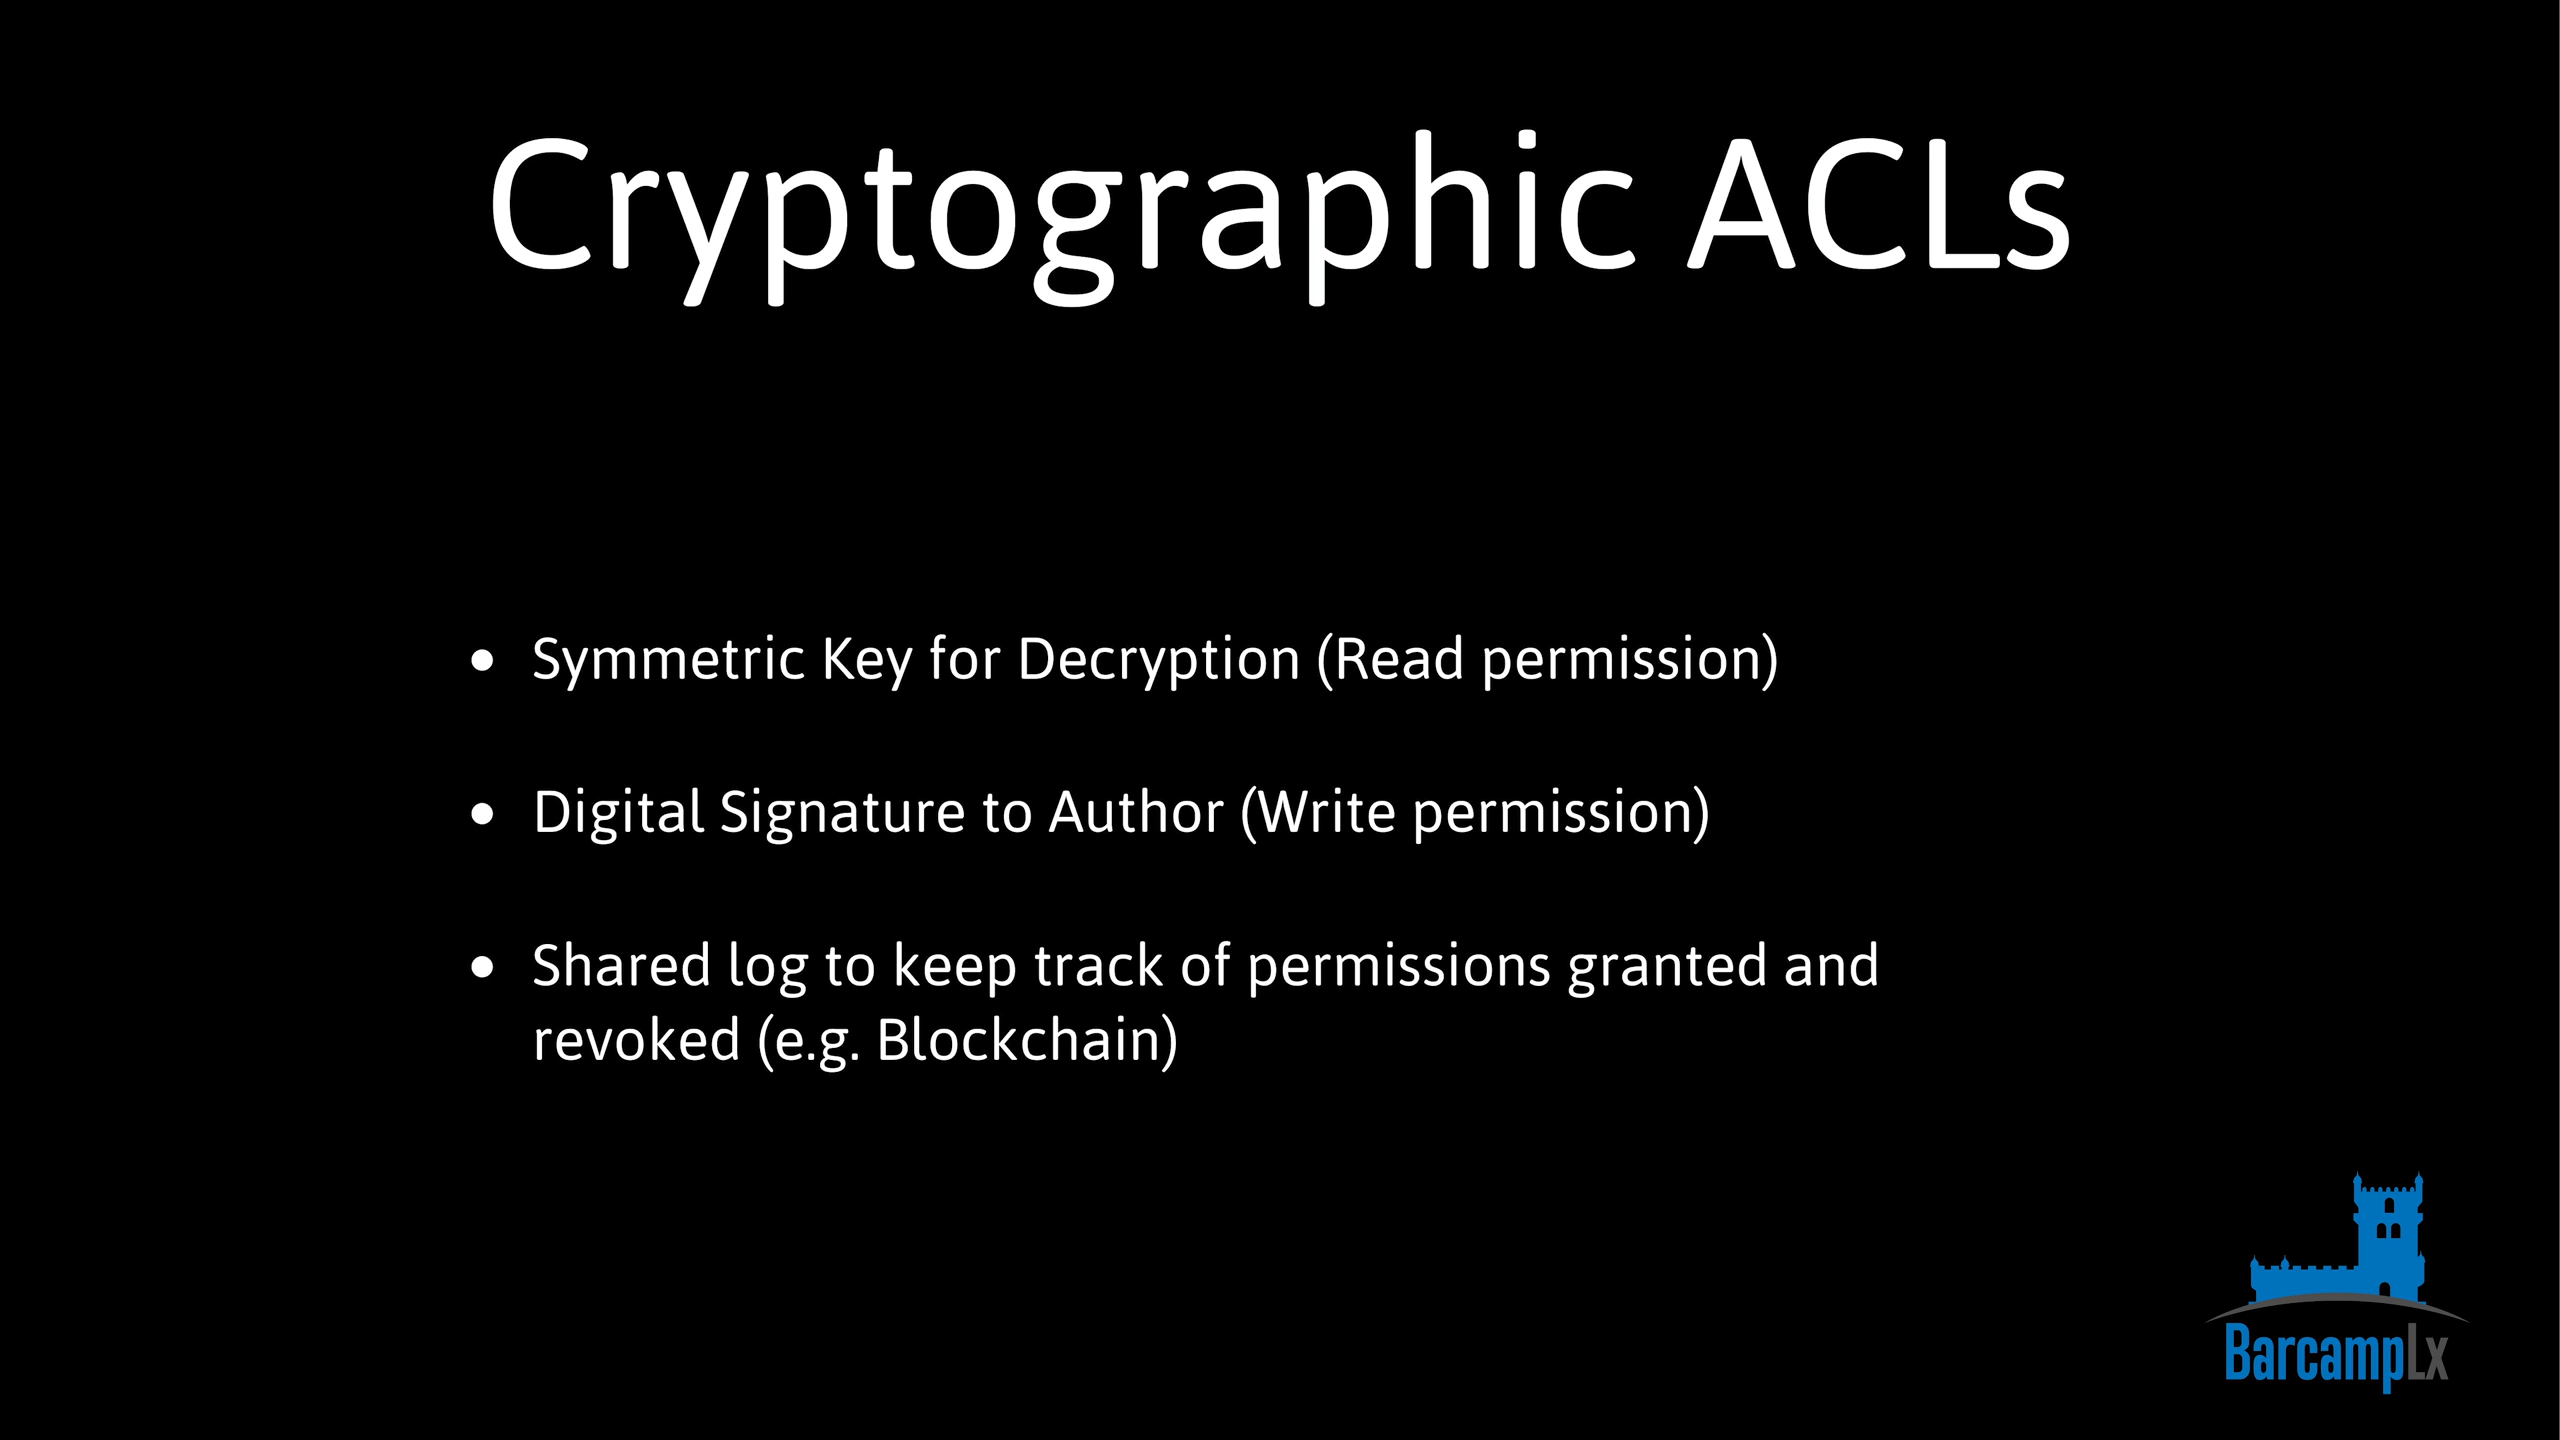 Cryptographic ACLs
• Symmetric Key for Decryption (Read permission)
• Digital Signature to Author (Write permission)
• Shared log to keep track of permissions granted and
revoked (e.g. Blockchain)
BarcampLx